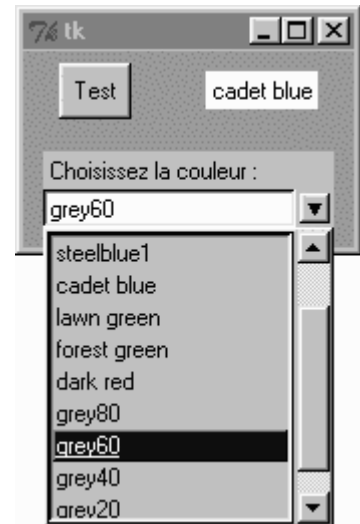 tk
Test
cadet blue
Choisissez la couleur :
grey60
steelblue1
cadet blue
lawn green
forest green
dark red
grey80
grey60
grey40
grey20